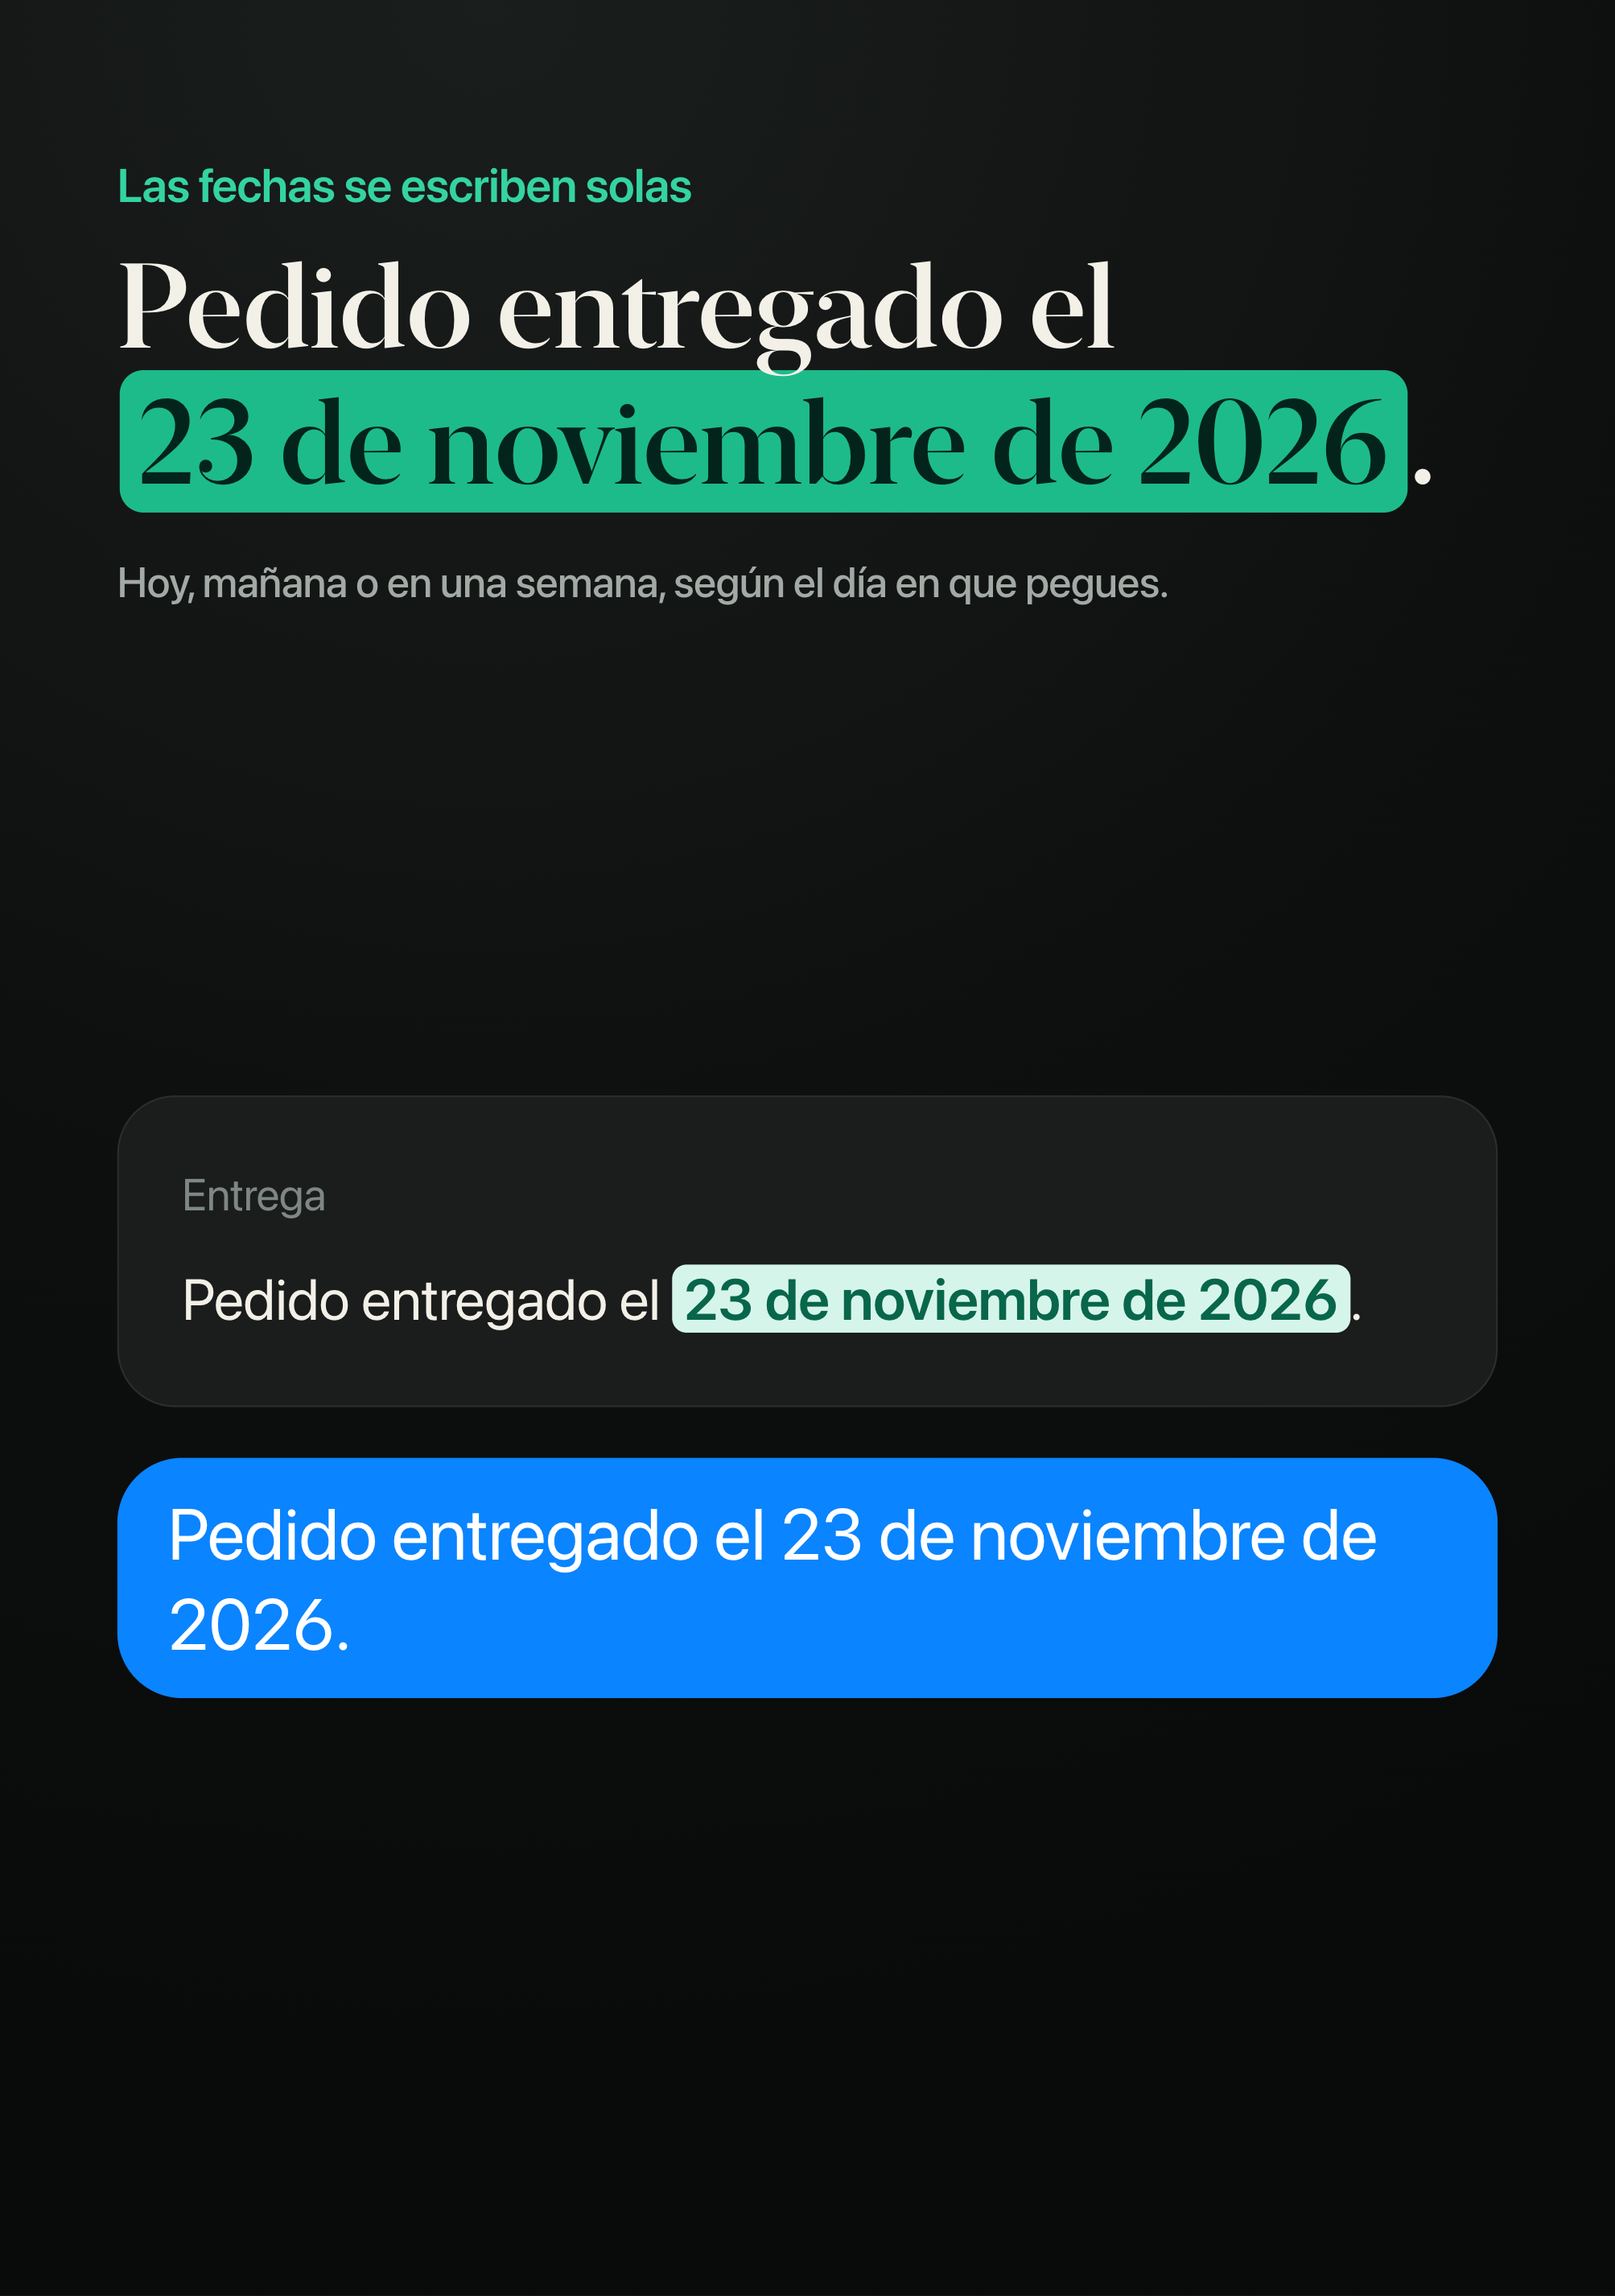 Las fechas se escriben solas
Pedido entregado el
23 de noviembre de 2026.
Hoy, mañana o en una semana, según el día en que pegues.
Entrega
Pedido entregado el 23 de noviembre de 2026.
Pedido entregado el 23 de noviembre de
2026.